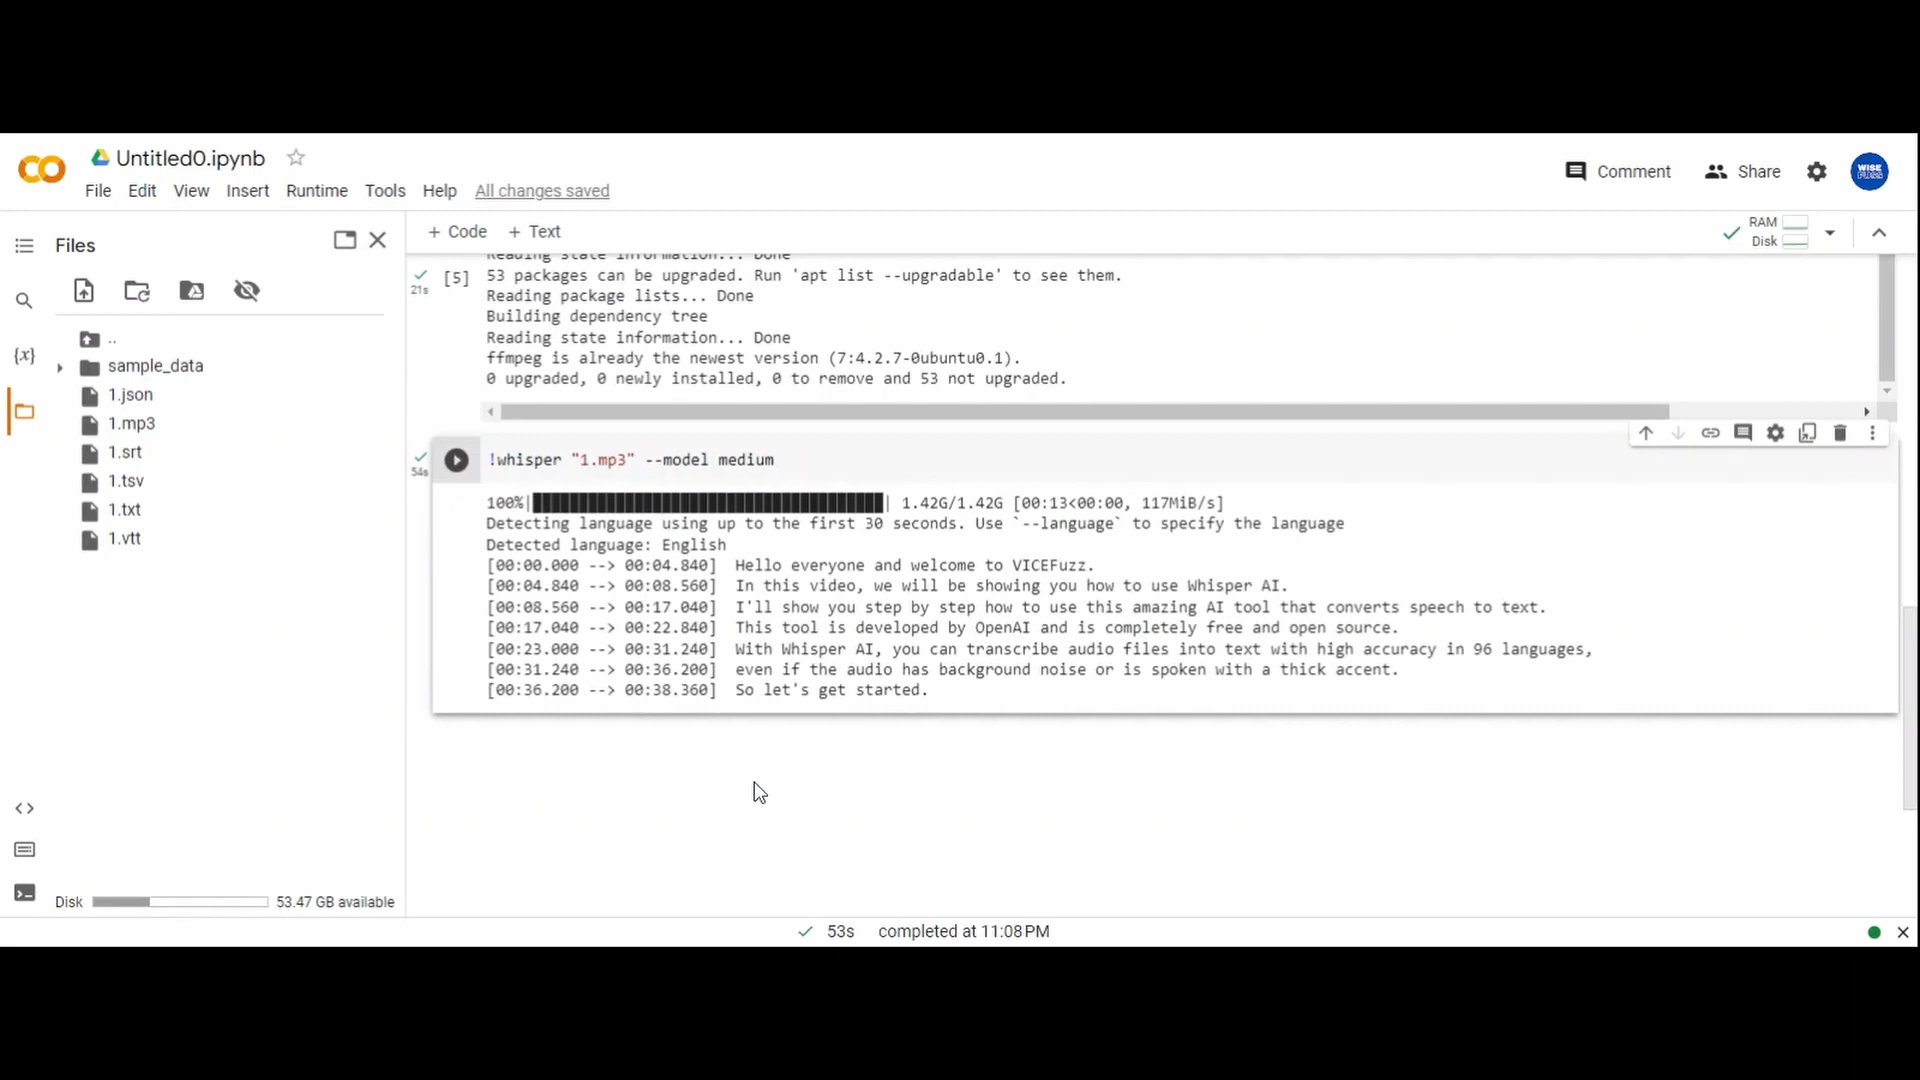 Untitled0.ipynb
File Edit View Insert Runtime Tools Help All changes saved
Comment Share
WISE
+ Code + Text
RAM
Disk
Files
..
sample_data
1.json
1.mp3
1.srt
1.tsv
1.txt
1.vtt
{x}
Disk 53.47 GB available
Reading state information... Done
21s [5] 53 packages can be upgraded. Run 'apt list --upgradable' to see them.
Reading package lists... Done
Building dependency tree
Reading state information... Done
ffmpeg is already the newest version (7:4.2.7-0ubuntu0.1).
0 upgraded, 0 newly installed, 0 to remove and 53 not upgraded.
54s !whisper "1.mp3" --model medium
100%| | 1.42G/1.42G [00:13<00:00, 117MiB/s]
Detecting language using up to the first 30 seconds. Use `--language` to specify the language
Detected language: English
[00:00.000 --> 00:04.840] Hello everyone and welcome to VICEFuzz.
[00:04.840 --> 00:08.560] In this video, we will be showing you how to use Whisper AI.
[00:08.560 --> 00:17.040] I'll show you step by step how to use this amazing AI tool that converts speech to text.
[00:17.040 --> 00:22.840] This tool is developed by OpenAI and is completely free and open source.
[00:23.000 --> 00:31.240] With Whisper AI, you can transcribe audio files into text with high accuracy in 96 languages,
[00:31.240 --> 00:36.200] even if the audio has background noise or is spoken with a thick accent.
[00:36.200 --> 00:38.360] So let's get started.
53s completed at 11:08 PM